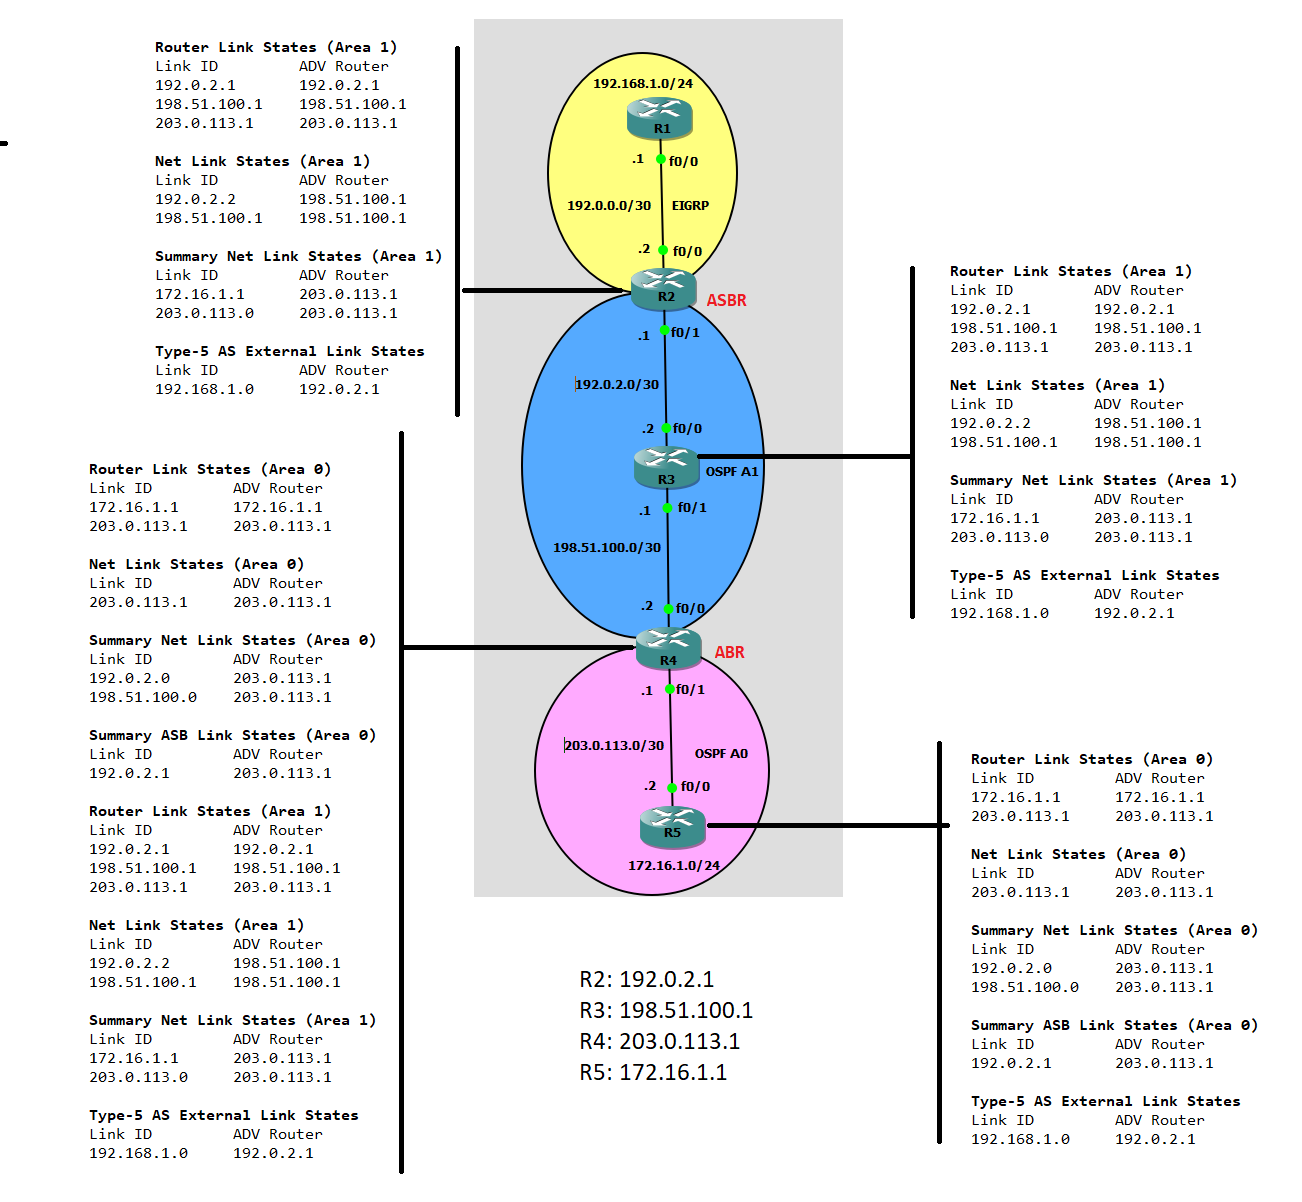 Router Link States (Area 1)
Link ID ADV Router
192.0.2.1 192.0.2.1
198.51.100.1 198.51.100.1
203.0.113.1 203.0.113.1
Net Link States (Area 1)
Link ID ADV Router
192.0.2.2 198.51.100.1
198.51.100.1 198.51.100.1
Summary Net Link States (Area 1)
Link ID ADV Router
172.16.1.1 203.0.113.1
203.0.113.0 203.0.113.1
Type-5 AS External Link States
Link ID ADV Router
192.168.1.0 192.0.2.1
Router Link States (Area 0)
Link ID ADV Router
172.16.1.1 172.16.1.1
203.0.113.1 203.0.113.1
Net Link States (Area 0)
Link ID ADV Router
203.0.113.1 203.0.113.1
Summary Net Link States (Area 0)
Link ID ADV Router
192.0.2.0 203.0.113.1
198.51.100.0 203.0.113.1
Summary ASB Link States (Area 0)
Link ID ADV Router
192.0.2.1 203.0.113.1
Router Link States (Area 1)
Link ID ADV Router
192.0.2.1 192.0.2.1
198.51.100.1 198.51.100.1
203.0.113.1 203.0.113.1
Net Link States (Area 1)
Link ID ADV Router
192.0.2.2 198.51.100.1
198.51.100.1 198.51.100.1
Summary Net Link States (Area 1)
Link ID ADV Router
172.16.1.1 203.0.113.1
203.0.113.0 203.0.113.1
Type-5 AS External Link States
Link ID ADV Router
192.168.1.0 192.0.2.1
192.168.1.0/24
R1
.1 f0/0
192.0.0.0/30 EIGRP
.2 f0/0
R2 ASBR
.1 f0/1
192.0.2.0/30
.2 f0/0
R3 OSPF A1
.1 f0/1
198.51.100.0/30
.2 f0/0
R4 ABR
.1 f0/1
203.0.113.0/30 OSPF A0
.2 f0/0
R5
172.16.1.0/24
R2: 192.0.2.1
R3: 198.51.100.1
R4: 203.0.113.1
R5: 172.16.1.1
Router Link States (Area 1)
Link ID ADV Router
192.0.2.1 192.0.2.1
198.51.100.1 198.51.100.1
203.0.113.1 203.0.113.1
Net Link States (Area 1)
Link ID ADV Router
192.0.2.2 198.51.100.1
198.51.100.1 198.51.100.1
Summary Net Link States (Area 1)
Link ID ADV Router
172.16.1.1 203.0.113.1
203.0.113.0 203.0.113.1
Type-5 AS External Link States
Link ID ADV Router
192.168.1.0 192.0.2.1
Router Link States (Area 0)
Link ID ADV Router
172.16.1.1 172.16.1.1
203.0.113.1 203.0.113.1
Net Link States (Area 0)
Link ID ADV Router
203.0.113.1 203.0.113.1
Summary Net Link States (Area 0)
Link ID ADV Router
192.0.2.0 203.0.113.1
198.51.100.0 203.0.113.1
Summary ASB Link States (Area 0)
Link ID ADV Router
192.0.2.1 203.0.113.1
Type-5 AS External Link States
Link ID ADV Router
192.168.1.0 192.0.2.1